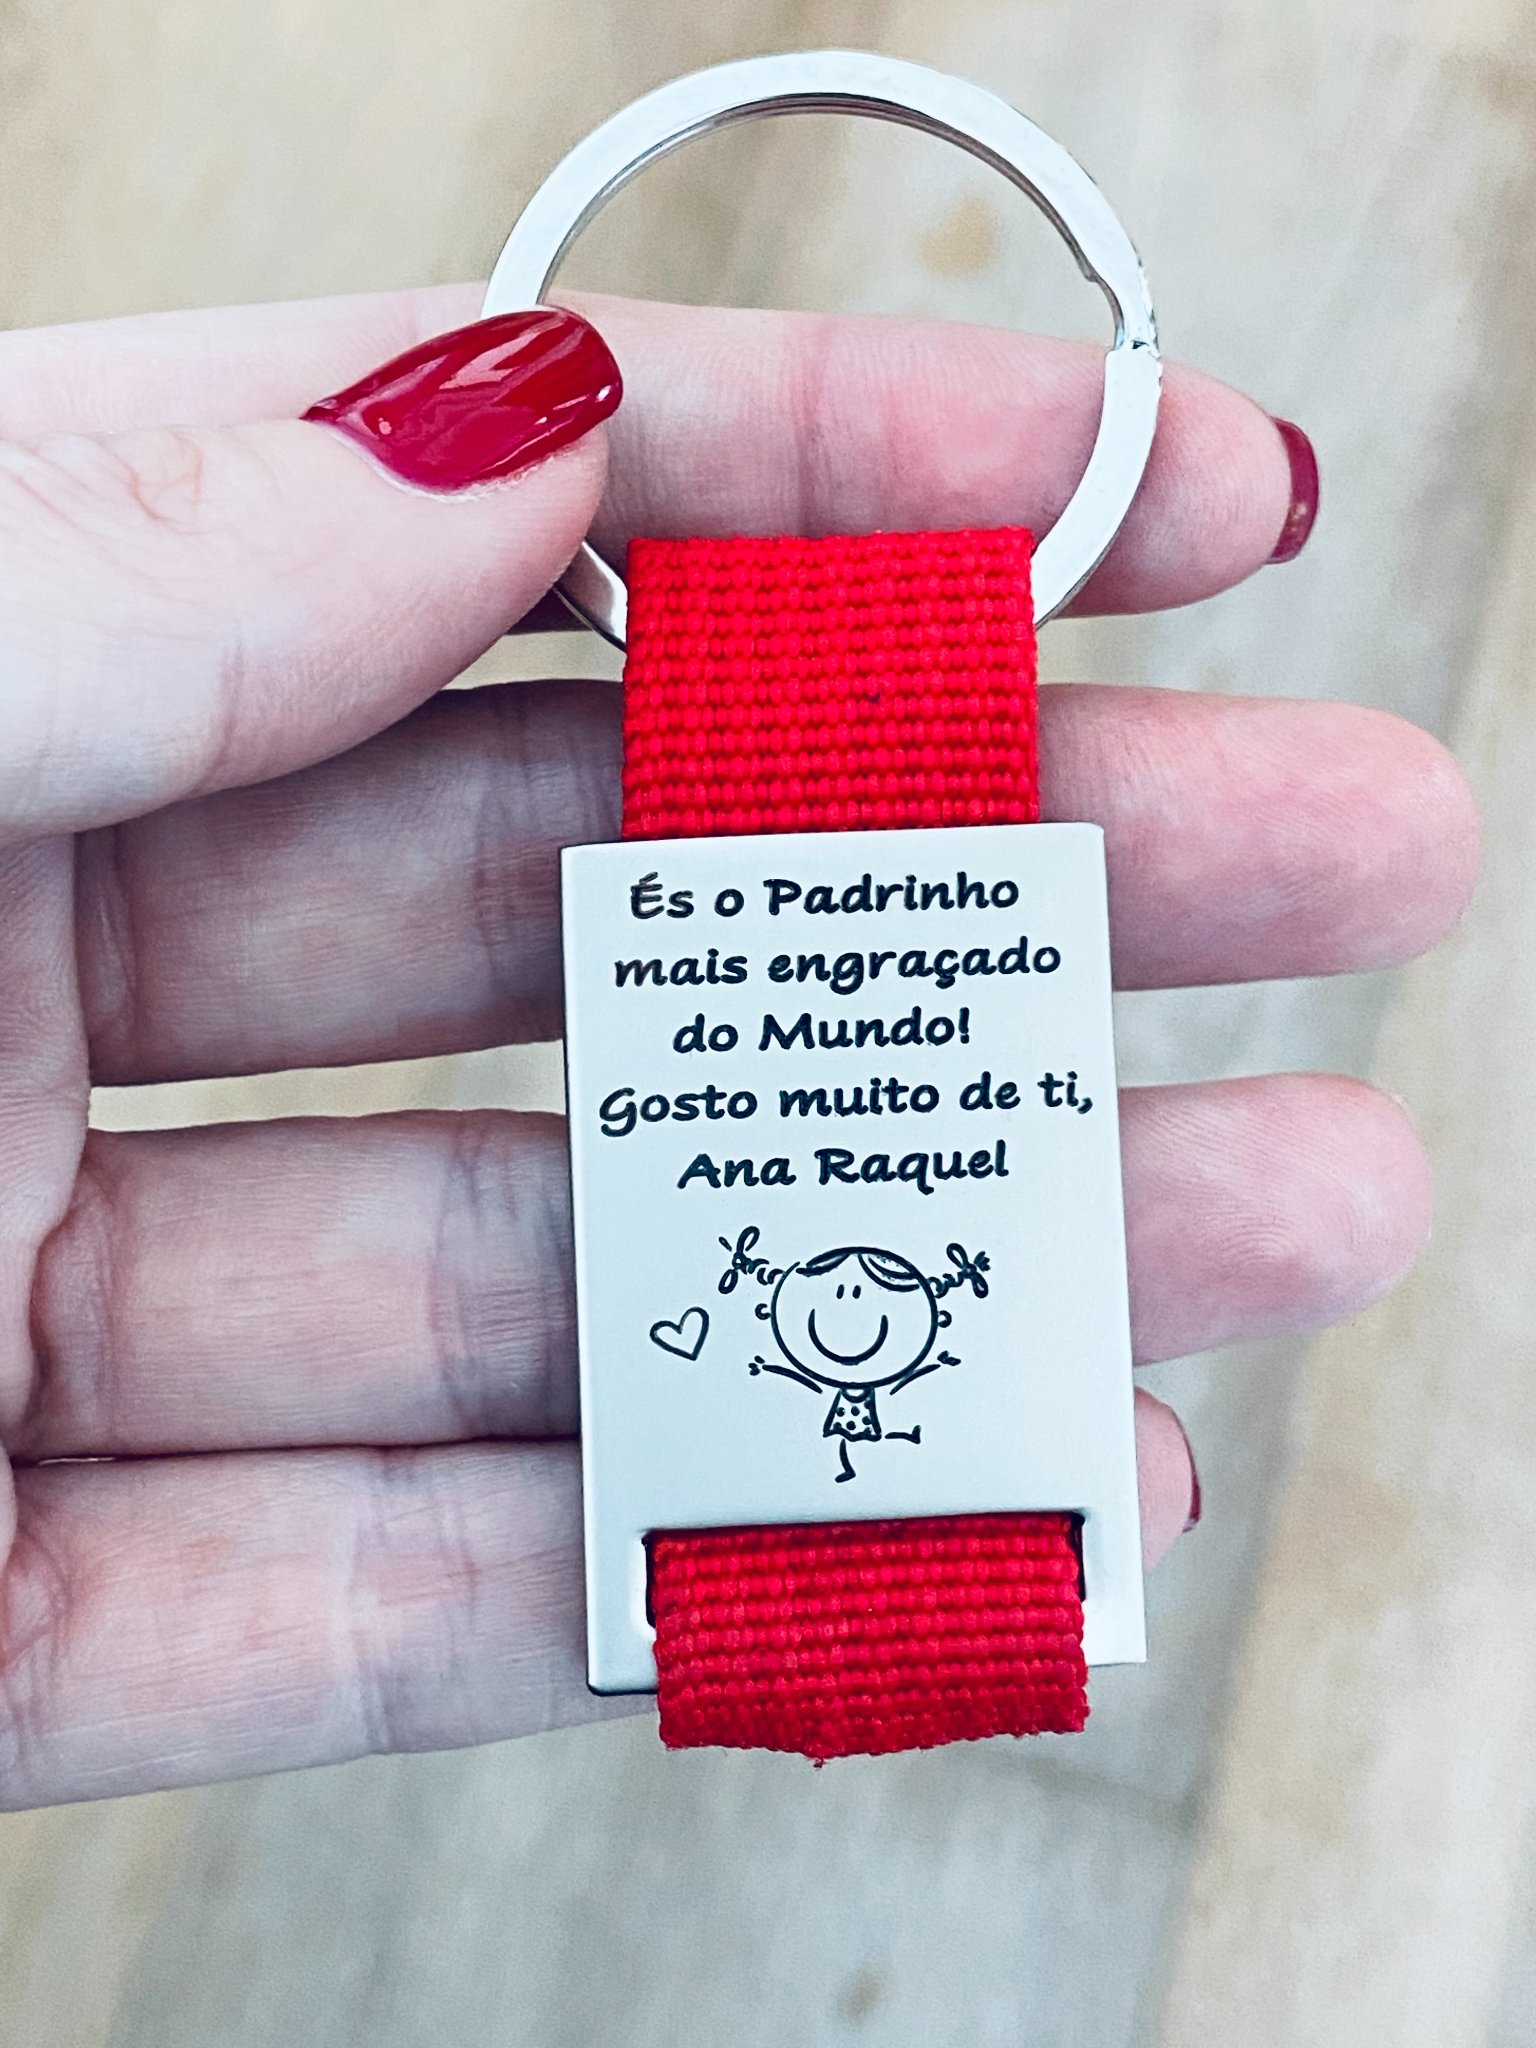 És o Padrinho
mais engraçado
do Mundo!
Gosto muito de ti,
Ana Raquel